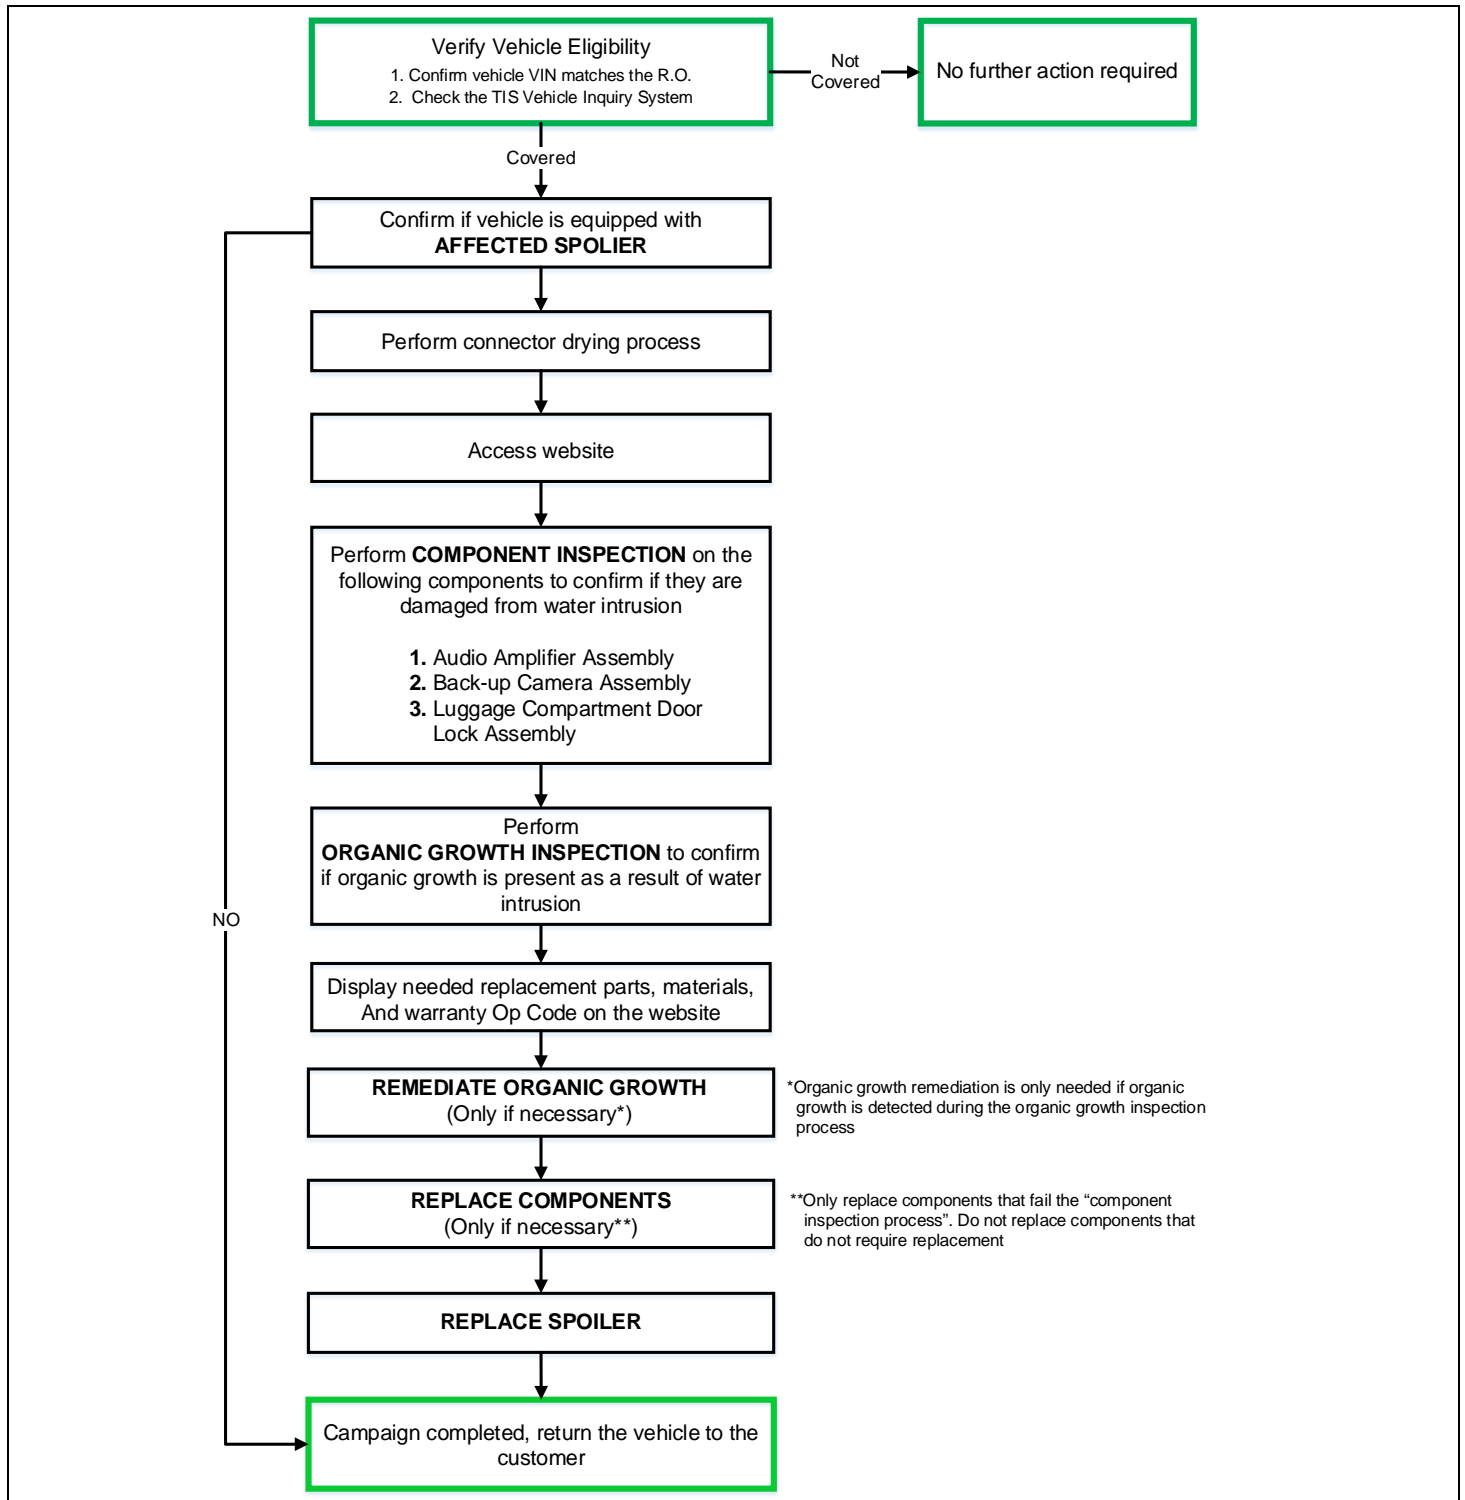 Verify Vehicle Eligibility
1. Confirm vehicle VIN matches the R.O.
2. Check the TIS Vehicle Inquiry System
Not
Covered
No further action required
Covered
Confirm if vehicle is equipped with
AFFECTED SPOLIER
Perform connector drying process
Access website
Perform COMPONENT INSPECTION on the
following components to confirm if they are
damaged from water intrusion
1. Audio Amplifier Assembly
2. Back-up Camera Assembly
3. Luggage Compartment Door
Lock Assembly
Perform
ORGANIC GROWTH INSPECTION to confirm
if organic growth is present as a result of water
intrusion
NO
Display needed replacement parts, materials,
And warranty Op Code on the website
REMEDIATE ORGANIC GROWTH
(Only if necessary*)
*Organic growth remediation is only needed if organic
growth is detected during the organic growth inspection
process
REPLACE COMPONENTS
(Only if necessary**)
**Only replace components that fail the “component
inspection process”. Do not replace components that
do not require replacement
REPLACE SPOILER
Campaign completed, return the vehicle to the
customer